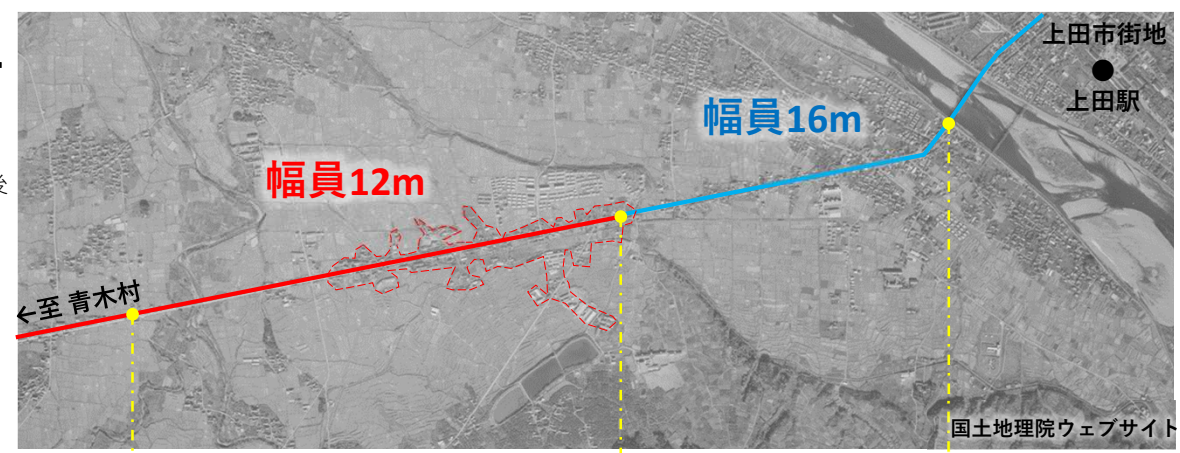 上田市街地
上田駅
幅員16m
後
幅員12m
←至 青木村
国土地理院ウェブサイト